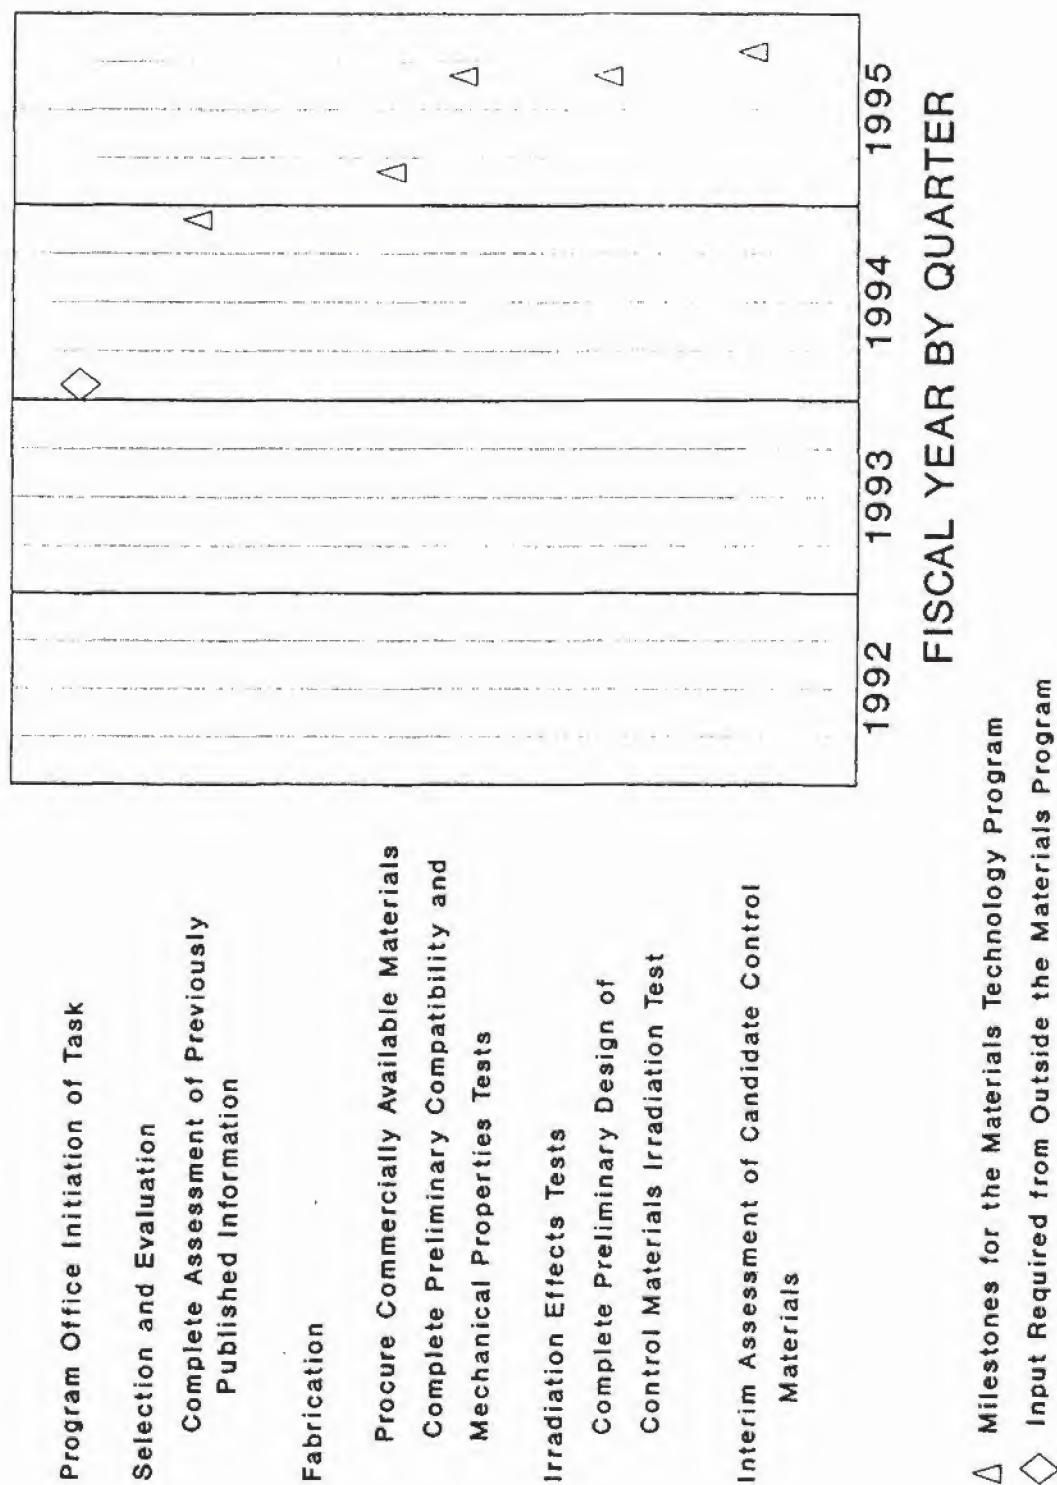 Program Office Initiation of Task
Selection and Evaluation
Complete Assessment of Previously
Published Information
Fabrication
Procure Commercially Available Materials
Complete Preliminary Compatibility and
Mechanical Properties Tests
Irradiation Effects Tests
Complete Preliminary Design of
Control Materials Irradiation Test
Interim Assessment of Candidate Control
Materials
1992 1993 1994 1995
FISCAL YEAR BY QUARTER
△ Milestones for the Materials Technology Program
◇ Input Required from Outside the Materials Program